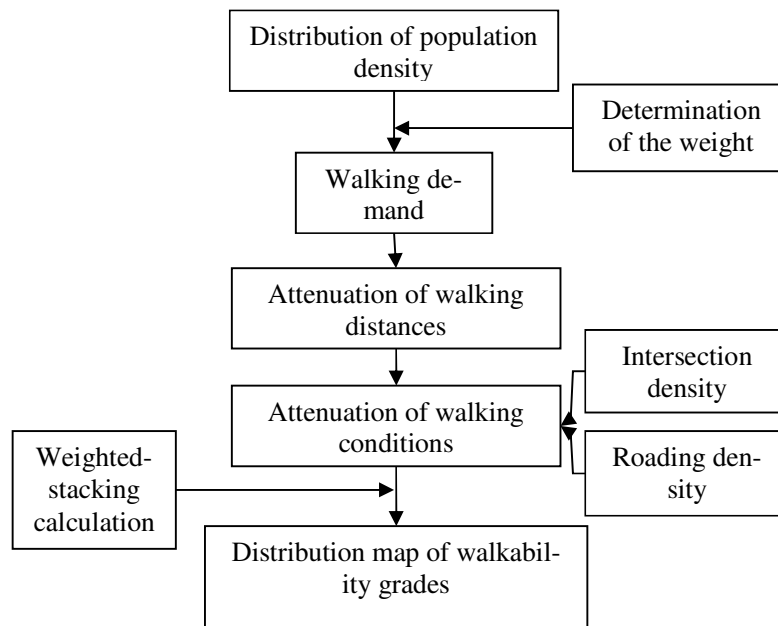 Distribution of population
density
Determination
of the weight
Walking de-
mand
Attenuation of walking
distances
Intersection
density
Attenuation of walking
conditions
Roading den-
sity
Weighted-
stacking
calculation
Distribution map of walkabil-
ity grades